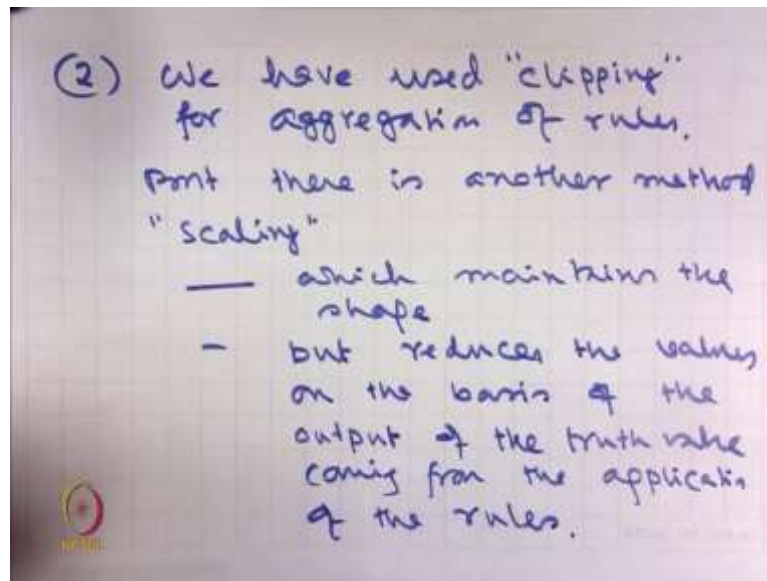 (2) We have used "clipping"
for aggregation of rules.
But there is another method
"scaling"
— which maintains the
shape
- but reduces the values
on the basis of the
output of the truth value
coming from the application
of the rules.
NPTEL